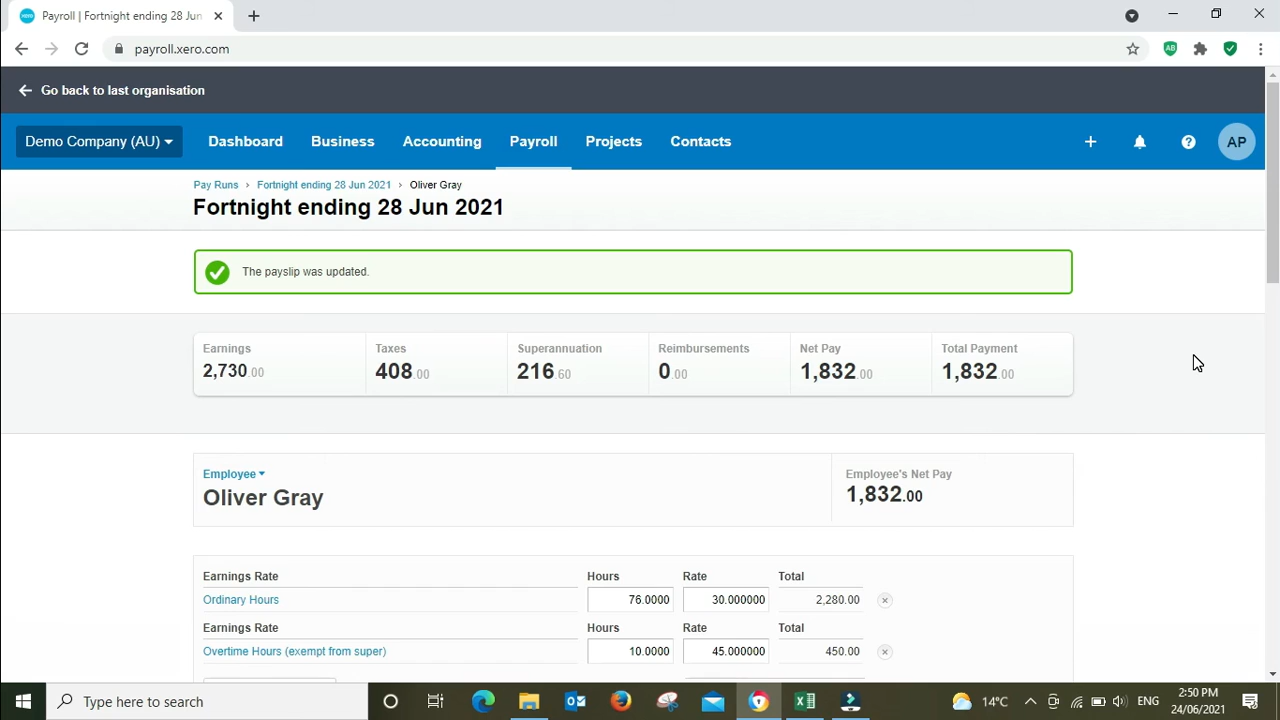 Payroll | Fortnight ending 28 Jun
payroll.xero.com
Go back to last organisation
Demo Company (AU) Dashboard Business Accounting Payroll Projects Contacts AP
Pay Runs › Fortnight ending 28 Jun 2021 › Oliver Gray
Fortnight ending 28 Jun 2021
The payslip was updated.
Earnings Taxes Superannuation Reimbursements Net Pay Total Payment
2,730.00 408.00 216.60 0.00 1,832.00 1,832.00
Employee Employee's Net Pay
Oliver Gray 1,832.00
Earnings Rate Hours Rate Total
Ordinary Hours 76.0000 30.000000 2,280.00
Earnings Rate Hours Rate Total
Overtime Hours (exempt from super) 10.0000 45.000000 450.00
Type here to search 14°C ENG 2:50 PM
24/06/2021